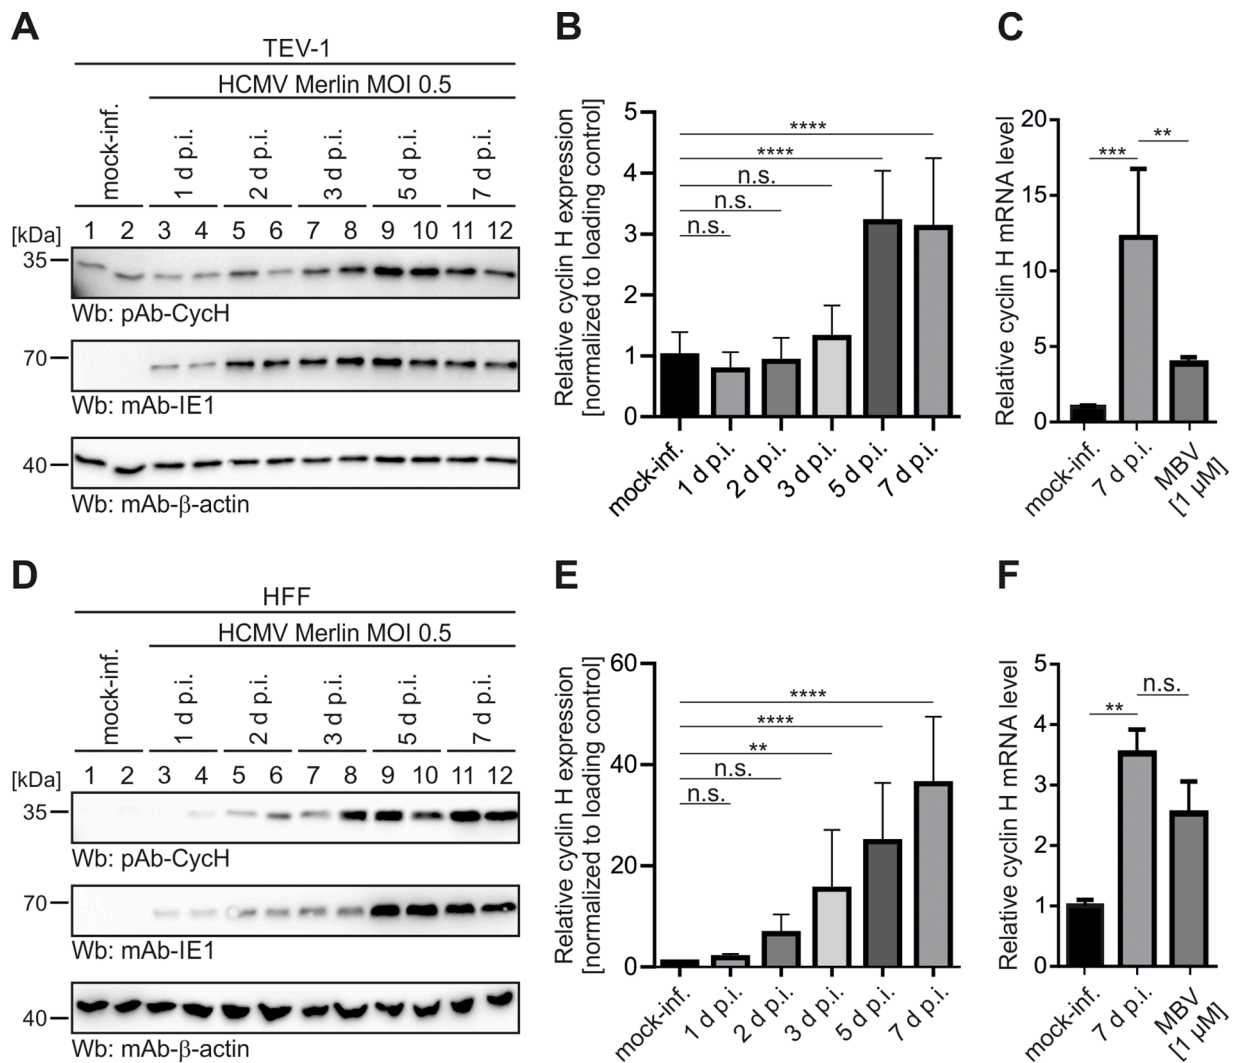 A
TEV-1
HCMV Merlin MOI 0.5
mock-inf.
1 d p.i.
2 d p.i.
3 d p.i.
5 d p.i.
7 d p.i.
[kDa] 1 2 3 4 5 6 7 8 9 10 11 12
35
Wb: pAb-CycH
70
Wb: mAb-IE1
40
Wb: mAb-β-actin
B
Relative cyclin H expression
[normalized to loading control]
5
4
3
2
1
0
****
****
n.s.
n.s.
n.s.
mock-inf.
1 d p.i.
2 d p.i.
3 d p.i.
5 d p.i.
7 d p.i.
C
Relative cyclin H mRNA level
20
15
10
5
0
**
***
mock-inf.
7 d p.i.
MBV
[1 µM]
D
HFF
HCMV Merlin MOI 0.5
mock-inf.
1 d p.i.
2 d p.i.
3 d p.i.
5 d p.i.
7 d p.i.
[kDa] 1 2 3 4 5 6 7 8 9 10 11 12
35
Wb: pAb-CycH
70
Wb: mAb-IE1
40
Wb: mAb-β-actin
E
Relative cyclin H expression
[normalized to loading control]
60
40
20
0
****
****
**
n.s.
n.s.
mock-inf.
1 d p.i.
2 d p.i.
3 d p.i.
5 d p.i.
7 d p.i.
F
Relative cyclin H mRNA level
5
4
3
2
1
0
n.s.
**
mock-inf.
7 d p.i.
MBV
[1 µM]